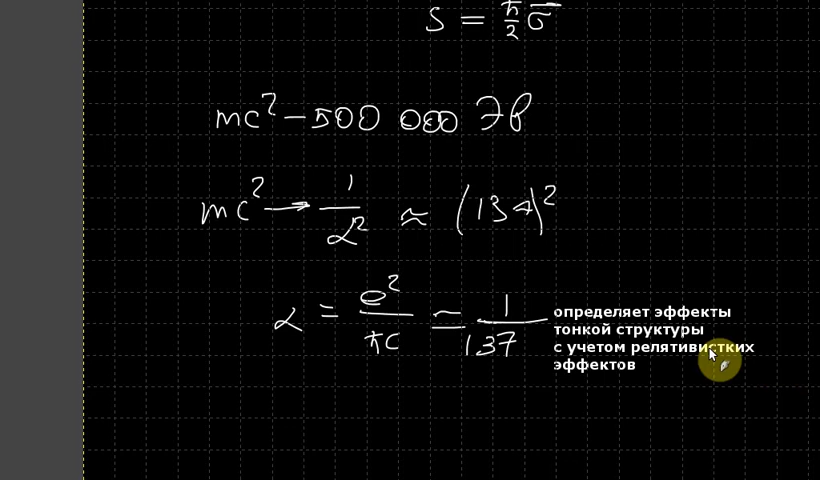 S = ħ/2 σ̅
mc² – 500 000 Эв
mc² → 1/α² ≈ (137)²
α = e²/ħc ≃ 1/137
определяет эффекты
тонкой структуры
с учетом релятивистких
эффектов